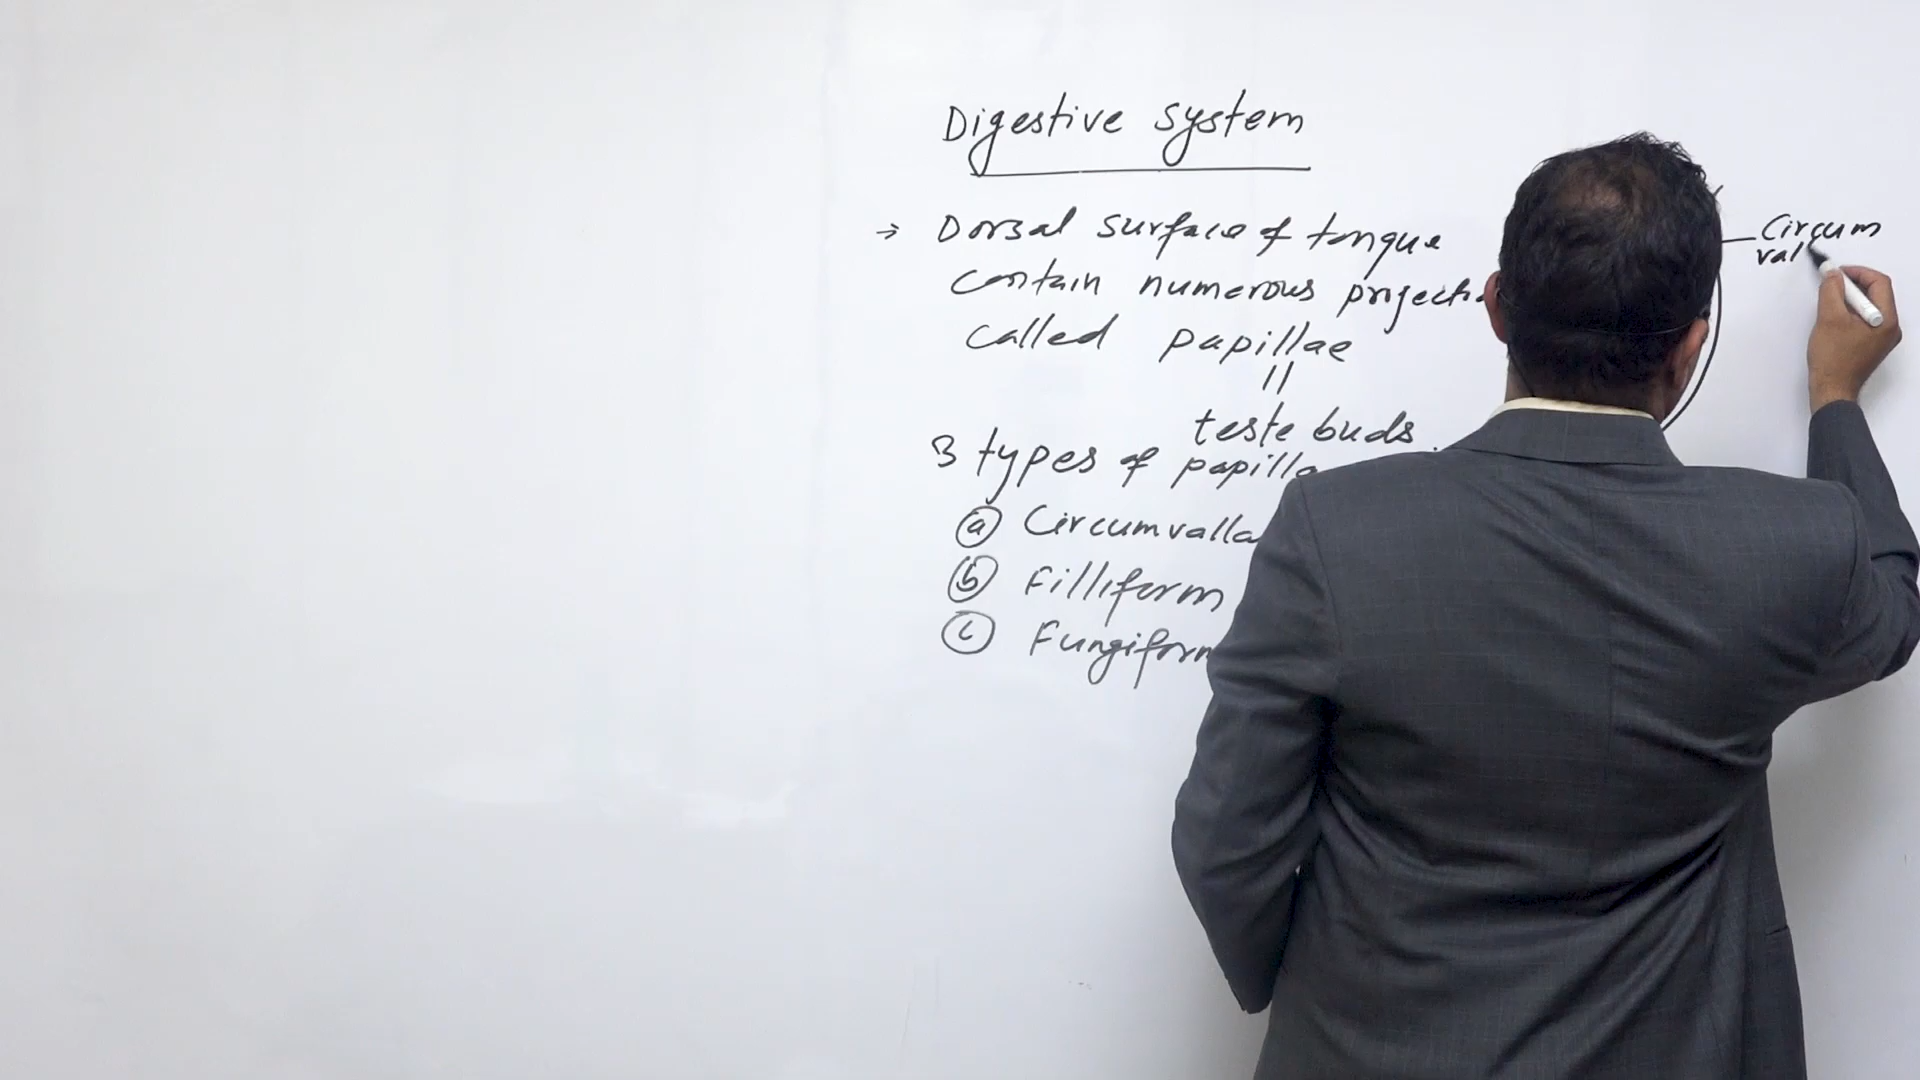 Digestive system
→ Dorsal surface of tongue
contain numerous projectio
called papillae
||
teste buds.
3 types of papilla
ⓐ Circumvalla
ⓑ Filliform
ⓒ Fungiform
Circum
val